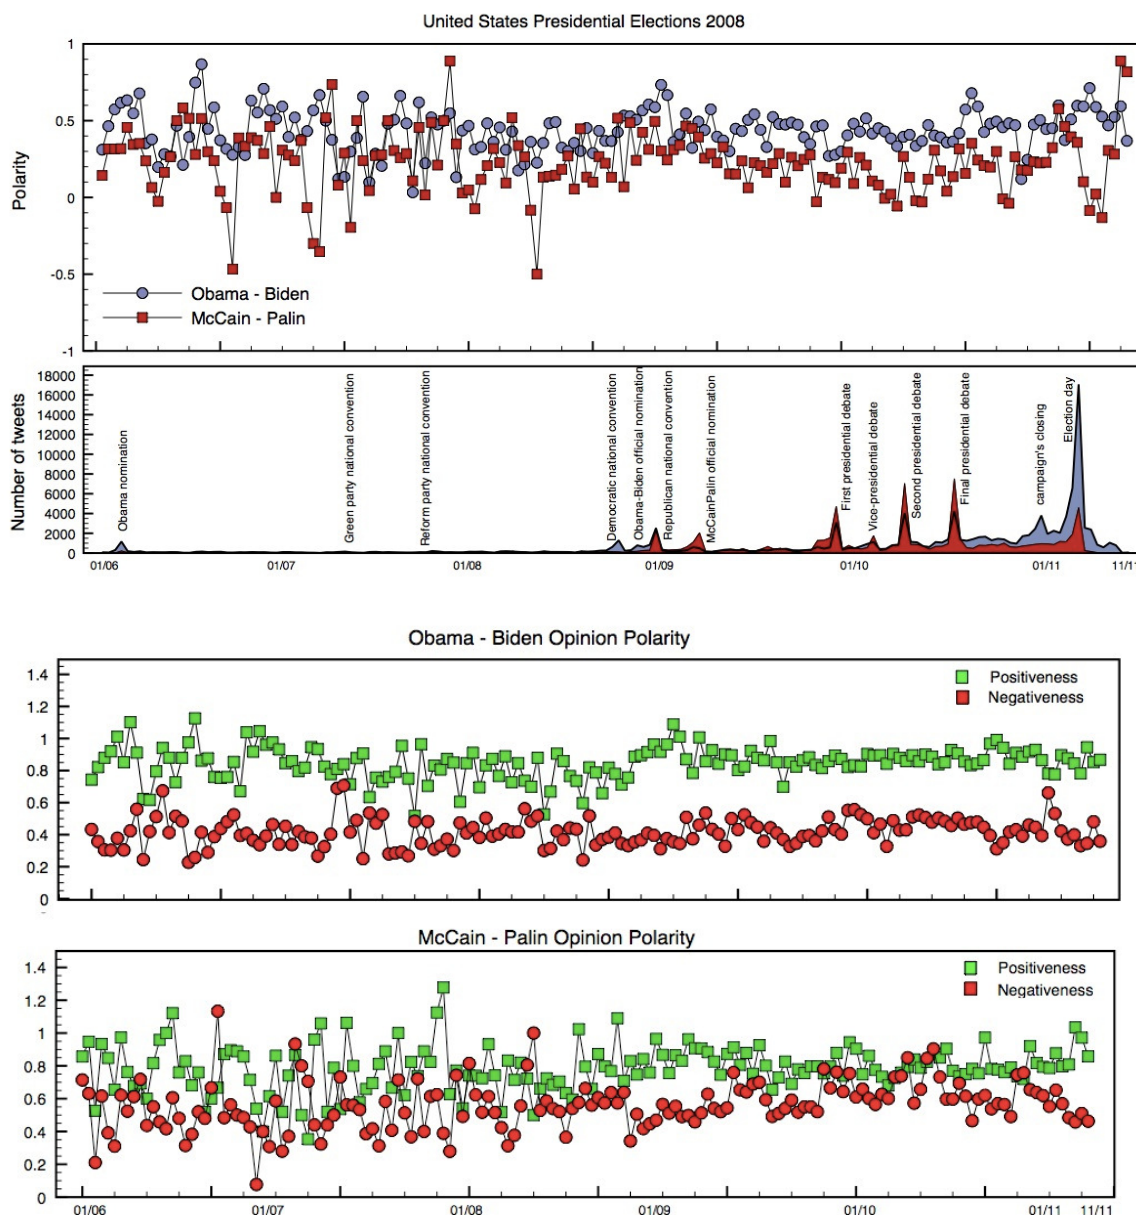 United States Presidential Elections 2008
1
0.5
0
-0.5
-1
Polarity
Obama - Biden
McCain - Palin
18000
16000
14000
12000
10000
8000
6000
4000
2000
0
Number of tweets
Obama nomination
Green party national convention
Reform party national convention
Democratic national convention
Obama-Biden official nomination
Republican national convention
McCainPalin official nomination
First presidential debate
Vice-presidential debate
Second presidential debate
Final presidential debate
campaign's closing
Election day
01/06 01/07 01/08 01/09 01/10 01/11 11/11
Obama - Biden Opinion Polarity
1.4
1.2
1
0.8
0.6
0.4
0.2
0
Positiveness
Negativeness
McCain - Palin Opinion Polarity
1.4
1.2
1
0.8
0.6
0.4
0.2
0
Positiveness
Negativeness
01/06 01/07 01/08 01/09 01/10 01/11 11/11